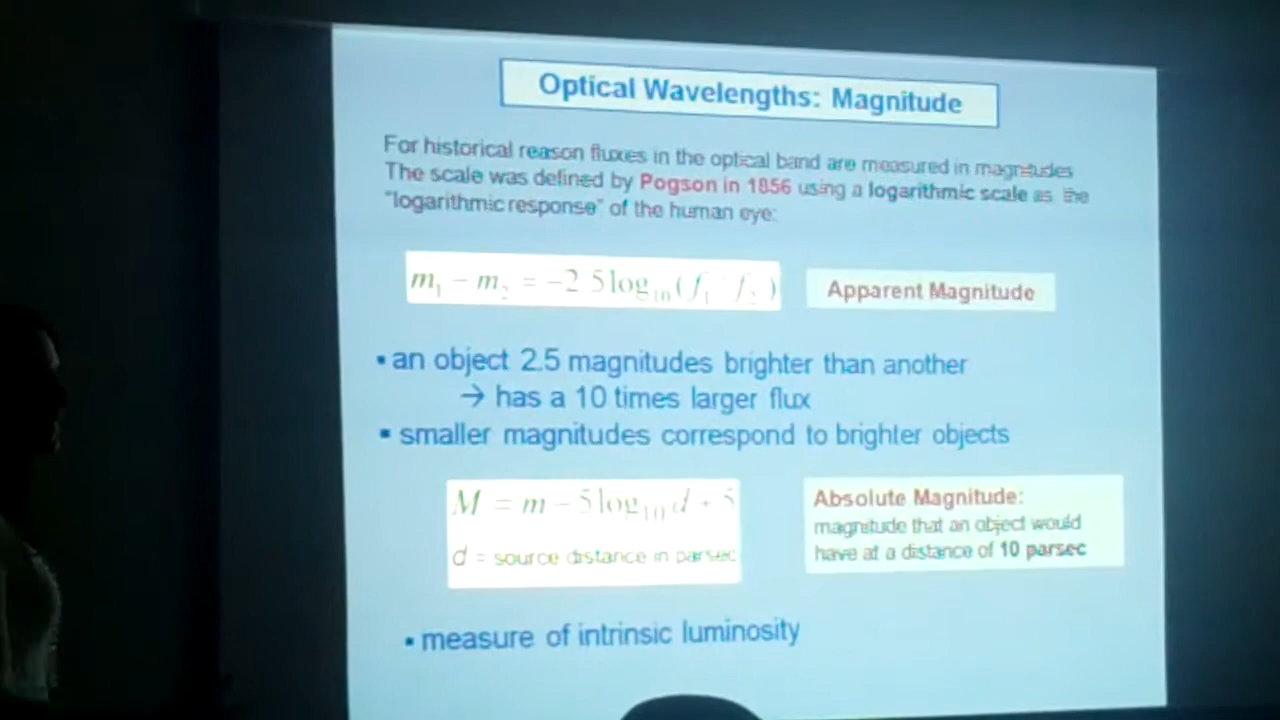 Optical Wavelengths: Magnitude
For historical reason fluxes in the optical band are measured in magnitudes
The scale was defined by Pogson in 1856 using a logarithmic scale as the
"logarithmic response" of the human eye:
m₁ − m₂ = −2.5 log₁₀(f₁ / f₂)
Apparent Magnitude
▪ an object 2.5 magnitudes brighter than another
→ has a 10 times larger flux
▪ smaller magnitudes correspond to brighter objects
M = m − 5 log₁₀ d + 5
d = source distance in parsec
Absolute Magnitude:
magnitude that an object would
have at a distance of 10 parsec
▪ measure of intrinsic luminosity